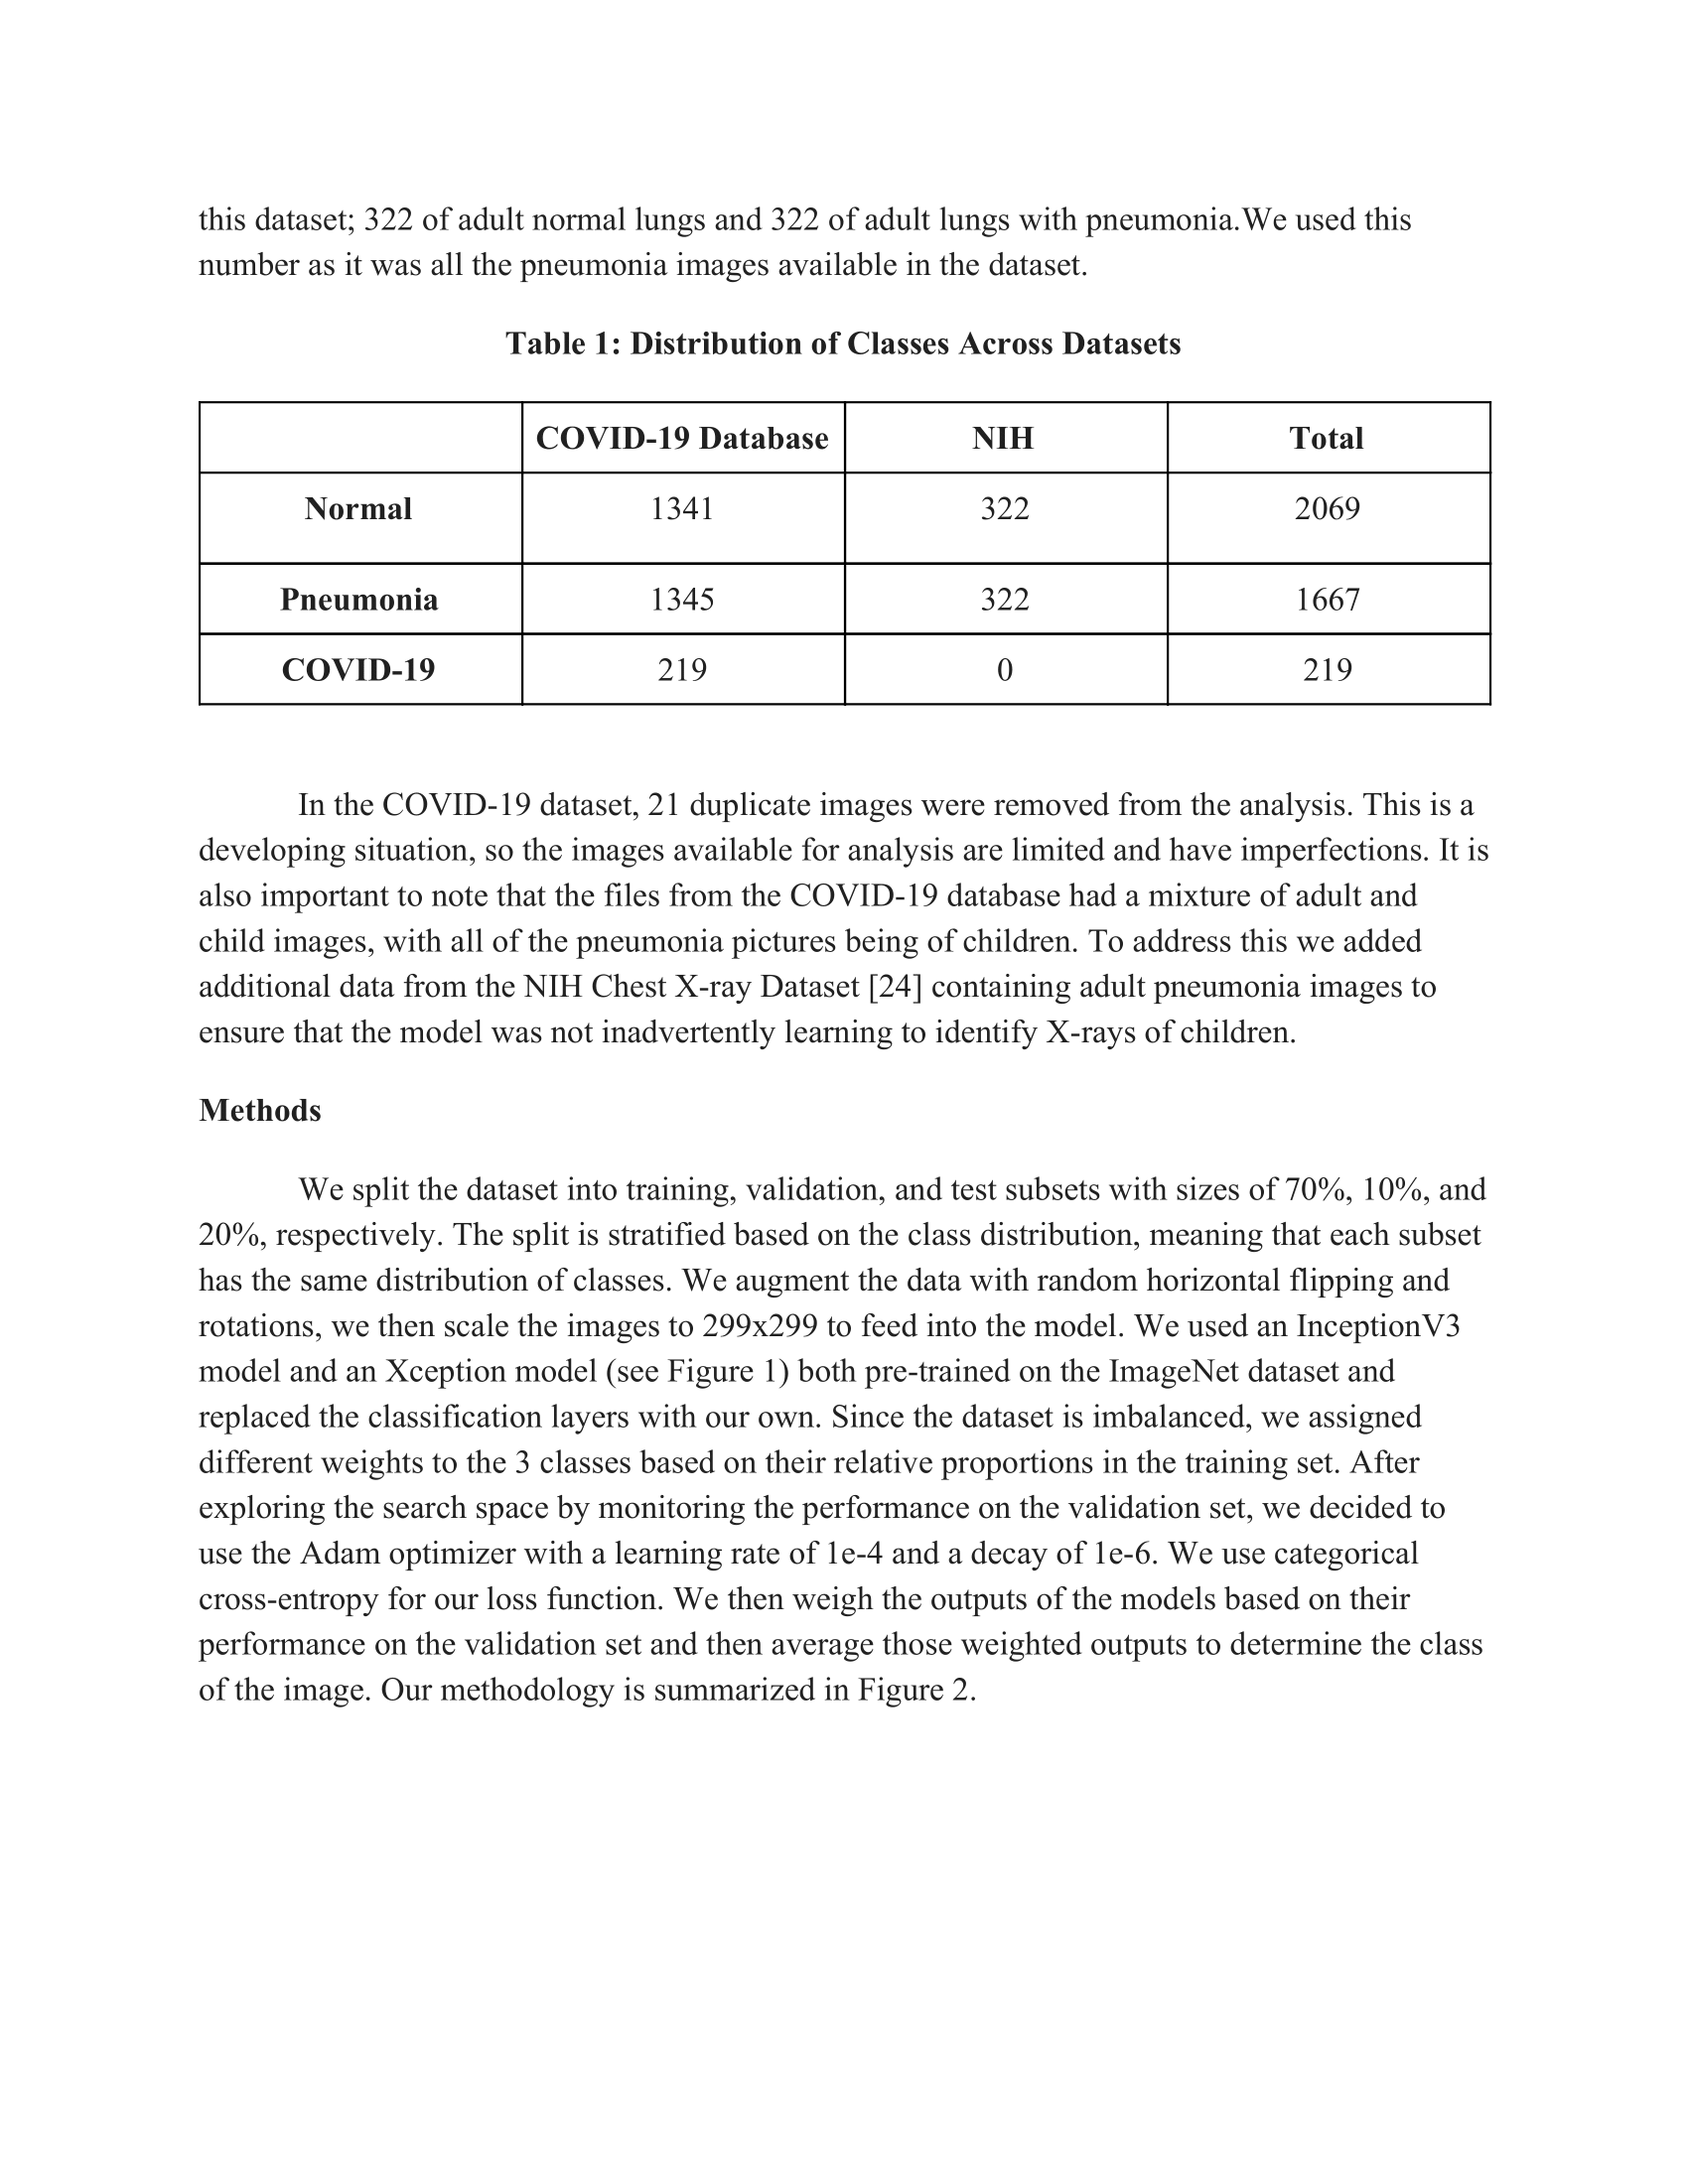 this dataset; 322 of adult normal lungs and 322 of adult lungs with pneumonia.We used this
number as it was all the pneumonia images available in the dataset.
Table 1: Distribution of Classes Across Datasets
COVID-19 Database NIH Total
Normal 1341 322 2069
Pneumonia 1345 322 1667
COVID-19 219 0 219
In the COVID-19 dataset, 21 duplicate images were removed from the analysis. This is a
developing situation, so the images available for analysis are limited and have imperfections. It is
also important to note that the files from the COVID-19 database had a mixture of adult and
child images, with all of the pneumonia pictures being of children. To address this we added
additional data from the NIH Chest X-ray Dataset [24] containing adult pneumonia images to
ensure that the model was not inadvertently learning to identify X-rays of children.
Methods
We split the dataset into training, validation, and test subsets with sizes of 70%, 10%, and
20%, respectively. The split is stratified based on the class distribution, meaning that each subset
has the same distribution of classes. We augment the data with random horizontal flipping and
rotations, we then scale the images to 299x299 to feed into the model. We used an InceptionV3
model and an Xception model (see Figure 1) both pre-trained on the ImageNet dataset and
replaced the classification layers with our own. Since the dataset is imbalanced, we assigned
different weights to the 3 classes based on their relative proportions in the training set. After
exploring the search space by monitoring the performance on the validation set, we decided to
use the Adam optimizer with a learning rate of 1e-4 and a decay of 1e-6. We use categorical
cross-entropy for our loss function. We then weigh the outputs of the models based on their
performance on the validation set and then average those weighted outputs to determine the class
of the image. Our methodology is summarized in Figure 2.